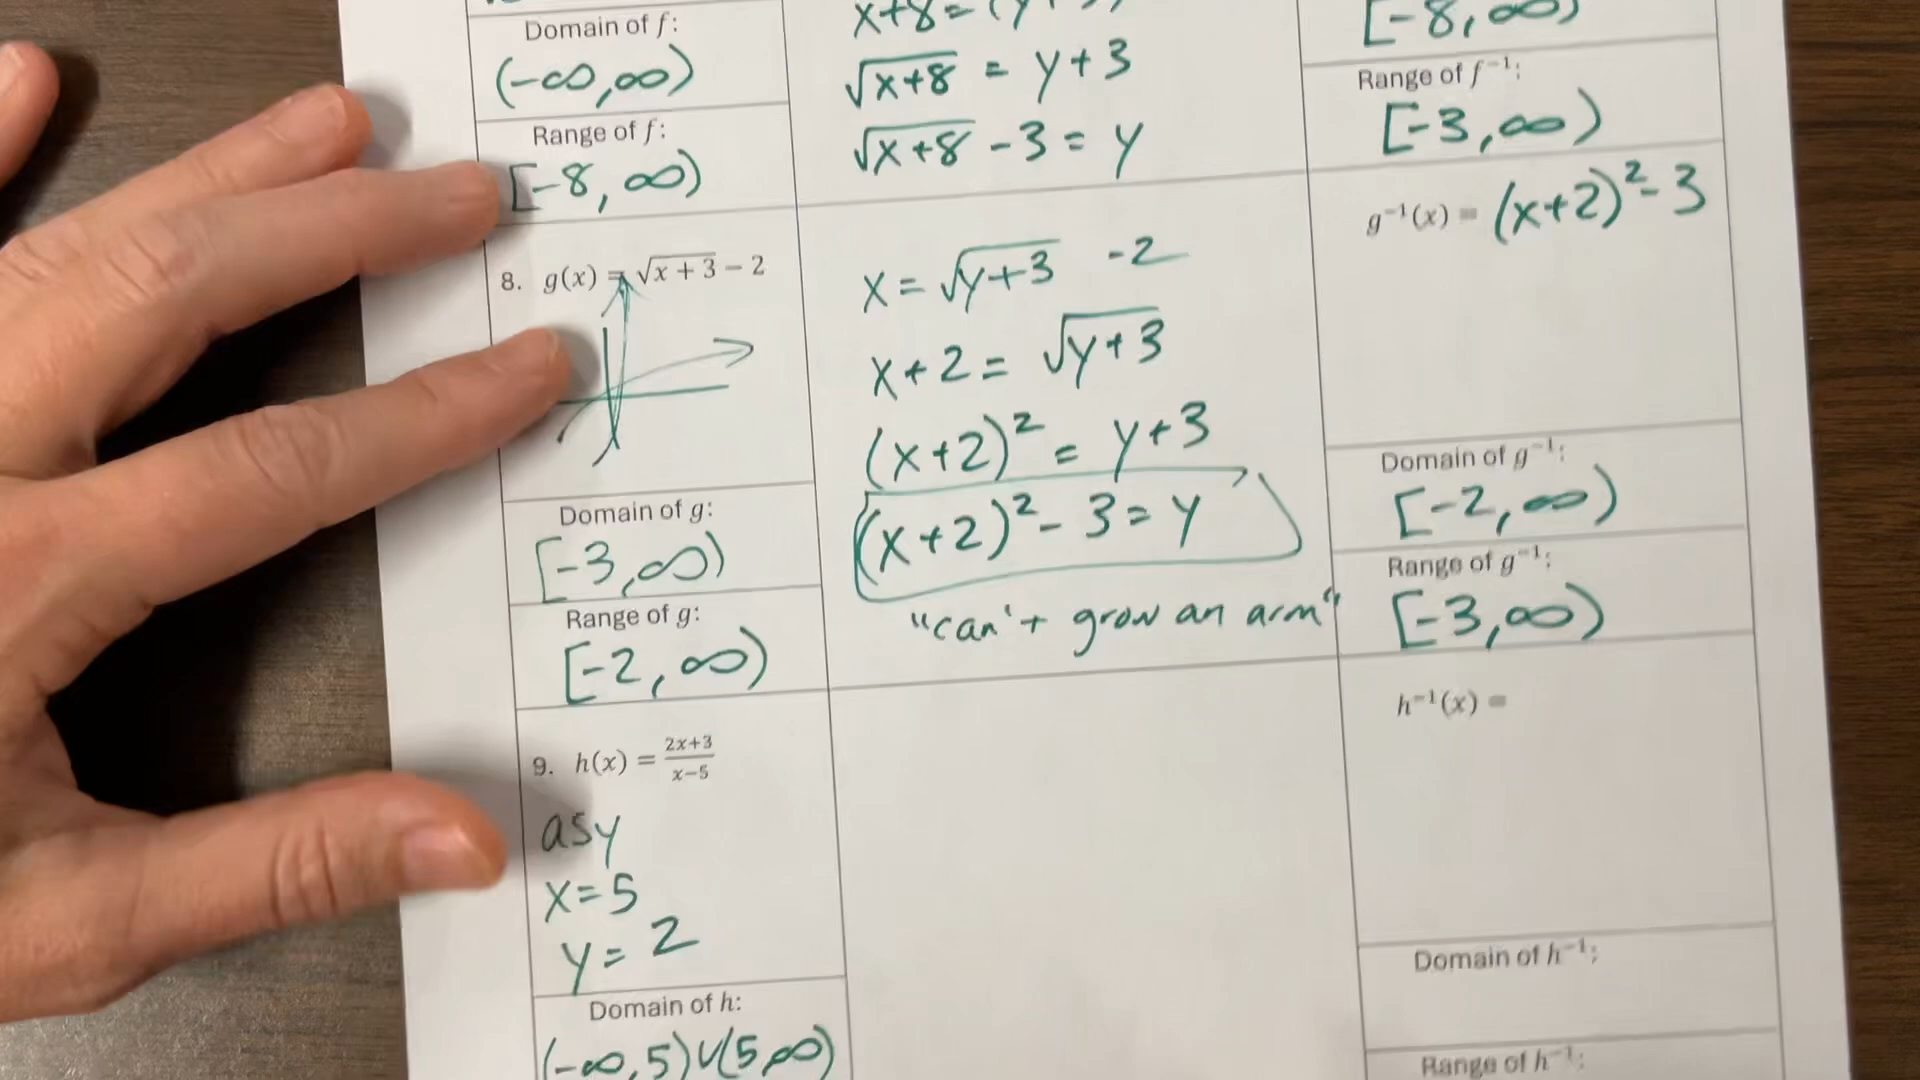 Domain of f:
(-∞,∞)
Range of f:
[-8, ∞)
8. g(x) = √x + 3 − 2
Domain of g:
[-3,∞)
Range of g:
[-2, ∞)
9. h(x) = 2x+3
x−5
asy
x=5
y= 2
Domain of h:
(-∞,5)∪(5,∞)
√x+8 = y+3
√x+8 -3 = y
x = √y+3 -2
x+2 = √y+3
(x+2)² = y+3
(x+2)² - 3 = y
"can't grow an arm"
[-8,∞)
Range of f⁻¹:
[-3,∞)
g⁻¹(x) = (x+2)² - 3
Domain of g⁻¹:
[-2,∞)
Range of g⁻¹:
[-3,∞)
h⁻¹(x) =
Domain of h⁻¹:
Range of h⁻¹: